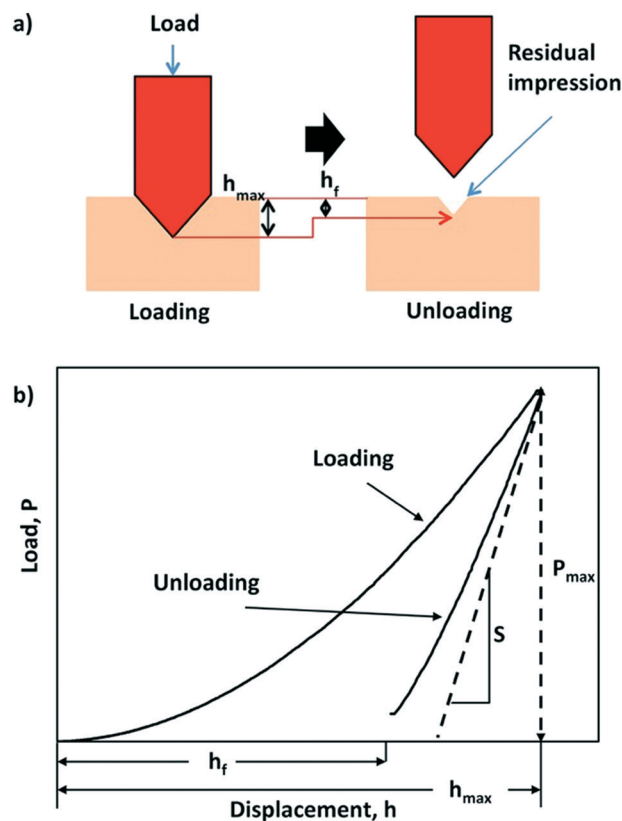 a)
Load
Residual
impression
hmax
hf
Loading
Unloading
b)
Loading
Unloading
Load, P
Pmax
S
hf
hmax
Displacement, h